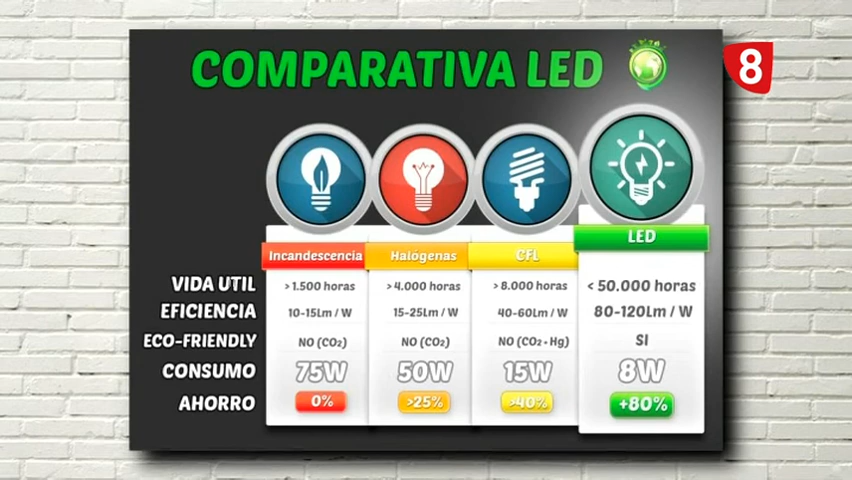 COMPARATIVA LED
8
Incandescencia Halógenas CFL LED
VIDA UTIL > 1.500 horas > 4.000 horas > 8.000 horas < 50.000 horas
EFICIENCIA 10-15Lm / W 15-25Lm / W 40-60Lm / W 80-120Lm / W
ECO-FRIENDLY NO (CO₂) NO (CO₂) NO (CO₂ + Hg) SI
CONSUMO 75W 50W 15W 8W
AHORRO 0% >25% >40% +80%